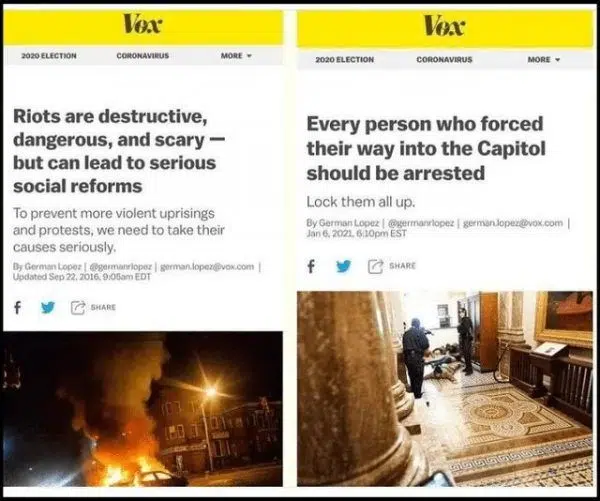 Vox
2020 ELECTION CORONAVIRUS MORE
Riots are destructive,
dangerous, and scary —
but can lead to serious
social reforms
To prevent more violent uprisings
and protests, we need to take their
causes seriously.
By German Lopez | @germanrlopez | german.lopez@vox.com |
Updated Sep 22, 2016, 9:05am EDT
SHARE
Vox
2020 ELECTION CORONAVIRUS MORE
Every person who forced
their way into the Capitol
should be arrested
Lock them all up.
By German Lopez | @germanrlopez | german.lopez@vox.com |
Jan 6, 2021, 6:10pm EST
SHARE